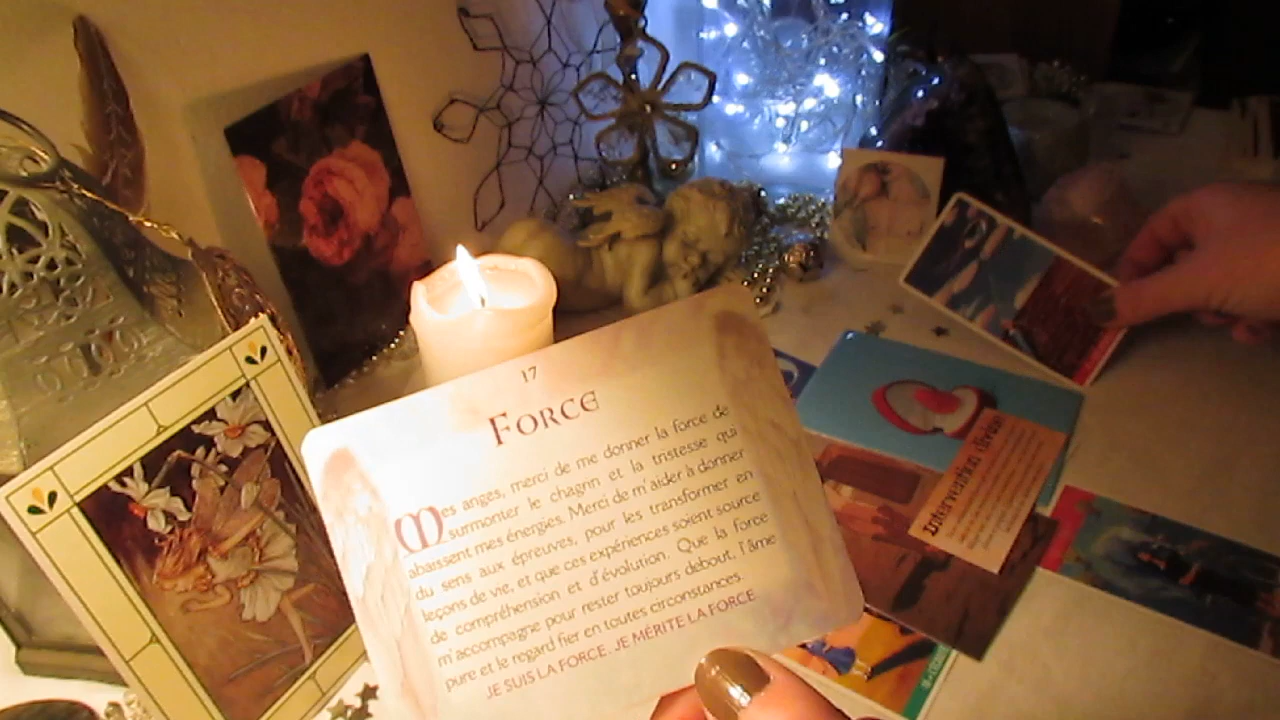 17
FORCE
Mes anges, merci de me donner la force de
surmonter le chagrin et la tristesse qui
abaissent mes énergies. Merci de m'aider à donner
du sens aux épreuves, pour les transformer en
leçons de vie, et que ces expériences soient source
de compréhension et d'évolution. Que la force
m'accompagne pour rester toujours debout, l'âme
pure et le regard fier en toutes circonstances.
JE SUIS LA FORCE. JE MÉRITE LA FORCE
Intervention divine